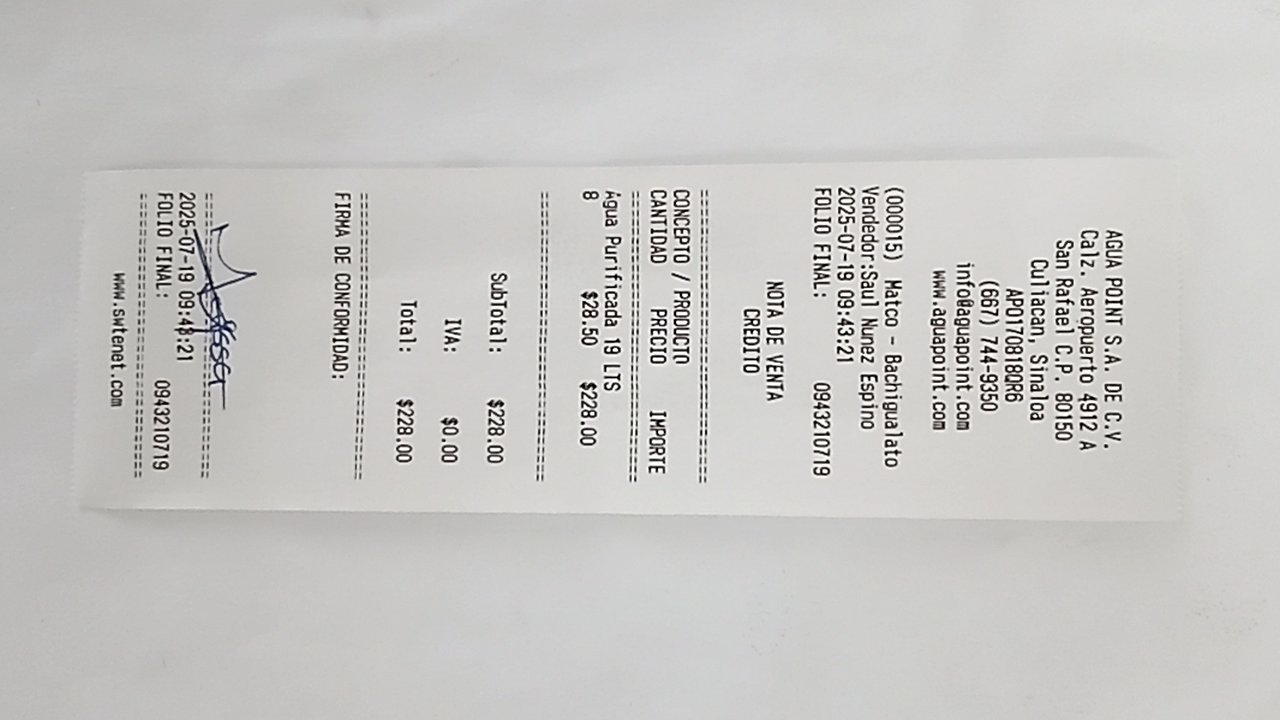 AGUA POINT S.A. DE C.V.
Calz. Aeropuerto 4912 A
San Rafael C.P. 80150
Culiacan, Sinaloa
APO170818QR6
(667) 744-9350
info@aguapoint.com
www.aguapoint.com
(000015) Matco - Bachigualato
Vendedor:Saul Nunez Espino
2025-07-19 09:43:21
FOLIO FINAL: 0943210719
NOTA DE VENTA
CREDITO
CONCEPTO / PRODUCTO
CANTIDAD PRECIO IMPORTE
Agua Purificada 19 LTS
8 $28.50 $228.00
SubTotal: $228.00
IVA: $0.00
Total: $228.00
FIRMA DE CONFORMIDAD:
2025-07-19 09:43:21
FOLIO FINAL: 0943210719
www.swtenet.com